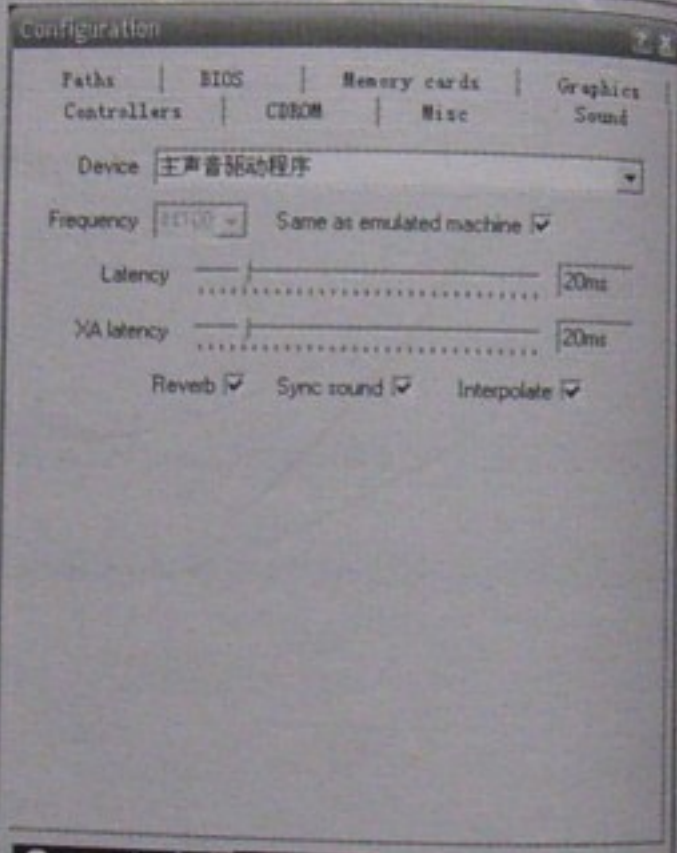 Configuration
Paths BIOS Memory cards Graphics
Controllers CDROM Misc Sound
Device 主声音驱动程序
Frequency 44100 Same as emulated machine
Latency 20ms
XA latency 20ms
Reverb Sync sound Interpolate